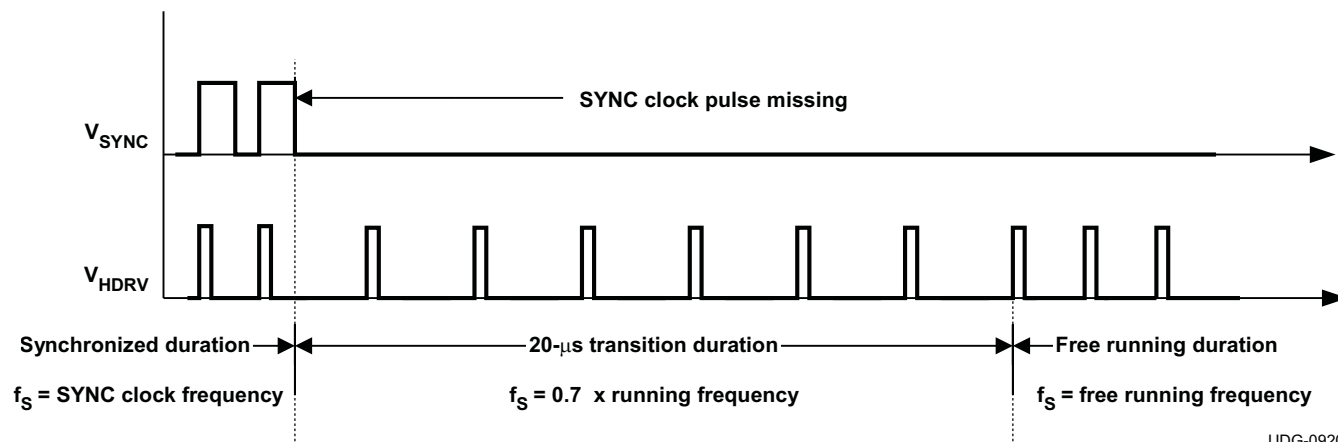 SYNC clock pulse missing
VSYNC
VHDRV
Synchronized duration
20-μs transition duration
Free running duration
fS = SYNC clock frequency
fS = 0.7 x running frequency
fS = free running frequency